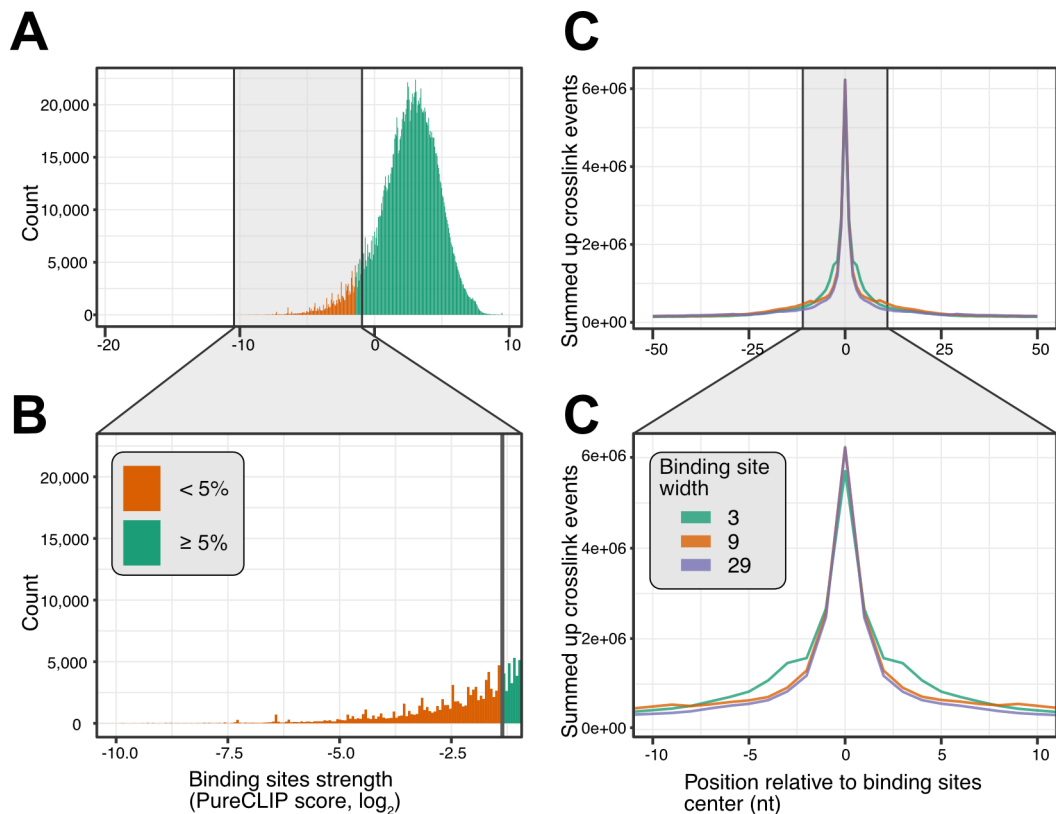 A
Count
20,000
15,000
10,000
5,000
0
-20
-10
0
10
B
Count
20,000
15,000
10,000
5,000
0
< 5%
≥ 5%
-10.0
-7.5
-5.0
-2.5
Binding sites strength
(PureCLIP score, log₂)
C
Summed up crosslink events
6e+06
4e+06
2e+06
0e+00
-50
-25
0
25
50
C
Summed up crosslink events
6e+06
4e+06
2e+06
0e+00
Binding site
width
3
9
29
-10
-5
0
5
10
Position relative to binding sites
center (nt)